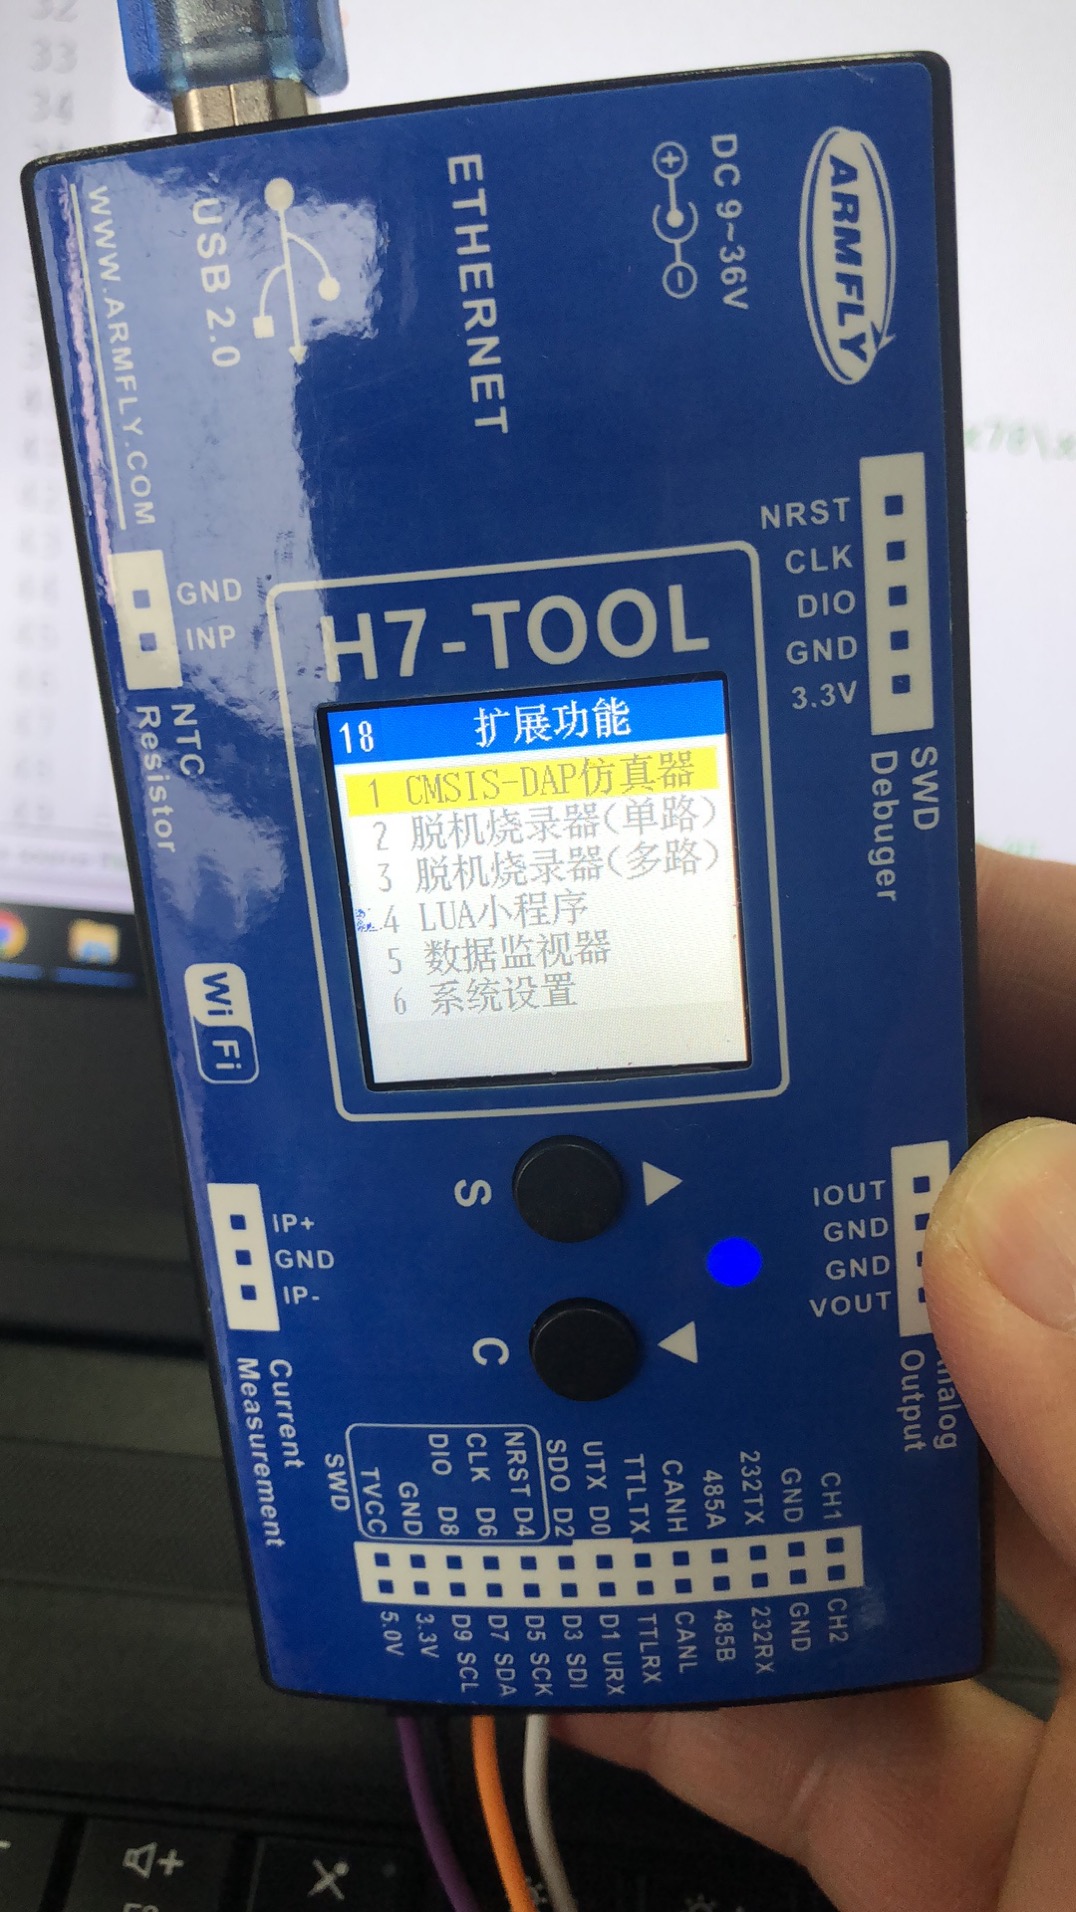 32
33
34
ARMFLY
DC 9~36V
ETHERNET
USB 2.0
WWW.ARMFLY.COM
NRST
CLK
DIO
GND
3.3V
SWD
Debuger
GND
INP
NTC
Resistor
H7-TOOL
18 扩展功能
1 CMSIS-DAP仿真器
2 脱机烧录器(单路)
3 脱机烧录器(多路)
4 LUA小程序
5 数据监视器
6 系统设置
WiFi
S
C
IOUT
GND
GND
VOUT
Output
IP+
GND
IP-
Current
Measurement
SWD
TVCC
GND
DIO D8
CLK D6
NRST D4
SDO D2
UTX D0
TTLTX
CANH
485A
232TX
GND
CH1
5.0V
3.3V
D9 SCL
D7 SDA
D5 SCK
D3 SDI
D1 URX
TTLRX
CANL
485B
232RX
GND
CH2